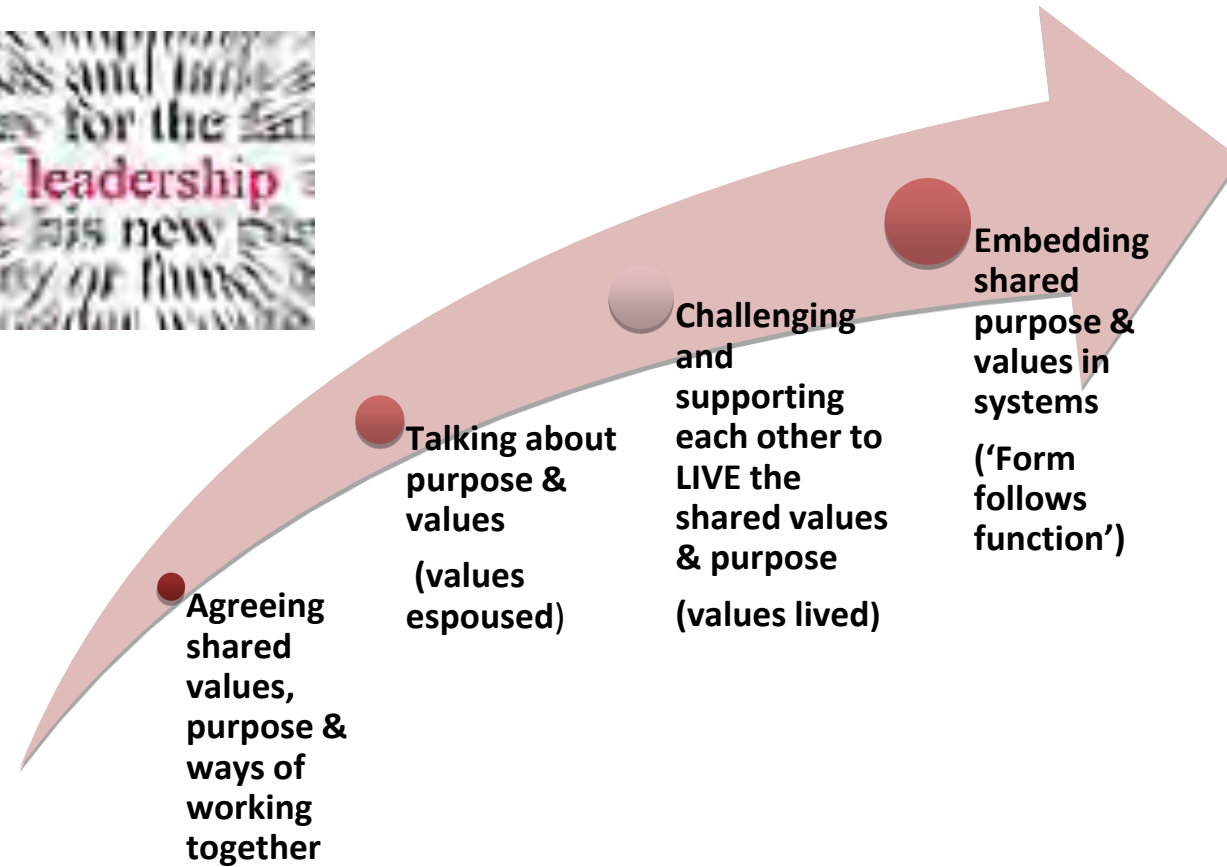 for the
leadership
his new
Agreeing
shared
values,
purpose &
ways of
working
together
Talking about
purpose &
values
(values
espoused)
Challenging
and
supporting
each other to
LIVE the
shared values
& purpose
(values lived)
Embedding
shared
purpose &
values in
systems
(‘Form
follows
function’)